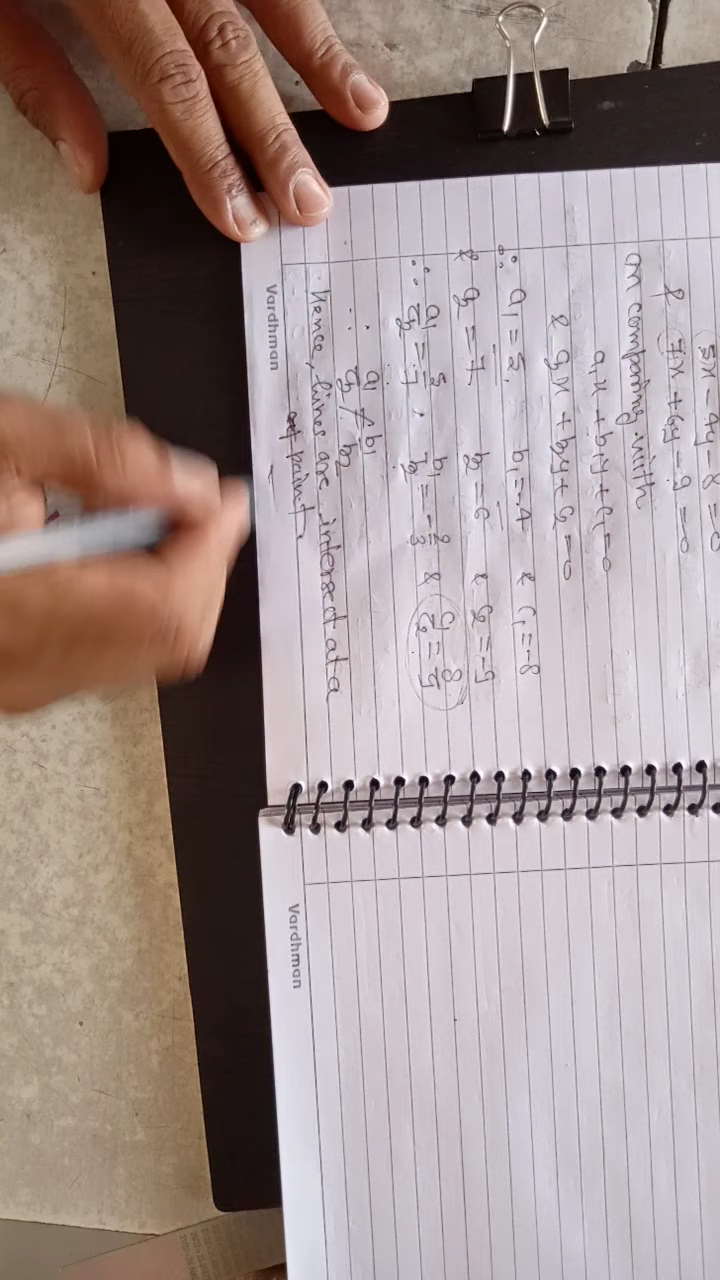 5x - 4y - 8 = 0
& 7x + 6y - 9 = 0
on comparing with
a₁x + b₁y + c₁ = 0
& a₂x + b₂y + c₂ = 0
∴ a₁ = 5, b₁ = -4 & c₁ = -8
& a₂ = 7 b₂ = 6 & c₂ = -9
∴ a₁/a₂ = 5/7, b₁/b₂ = -2/3 & c₁/c₂ = 8/9
∴ a₁/a₂ ≠ b₁/b₂
Hence, lines are intersect at a
point.
Vardhman
Vardhman